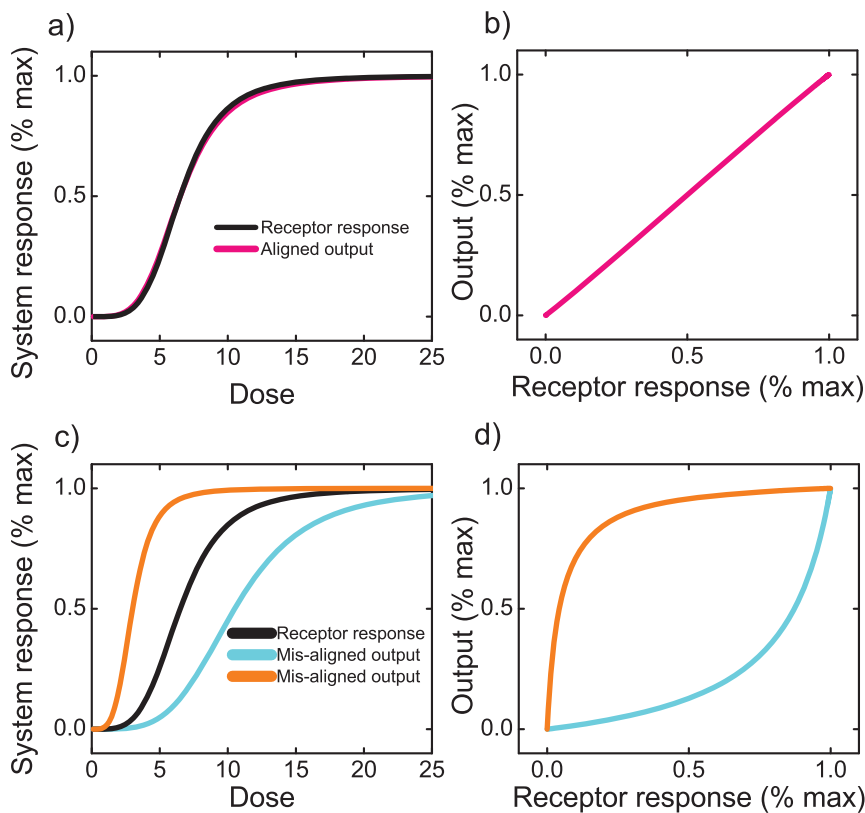 a)
System response (% max)
1.0
0.5
0.0
Receptor response
Aligned output
0 5 10 15 20 25
Dose
b)
Output (% max)
1.0
0.5
0.0
0.0 0.5 1.0
Receptor response (% max)
c)
System response (% max)
1.0
0.5
0.0
Receptor response
Mis-aligned output
Mis-aligned output
0 5 10 15 20 25
Dose
d)
Output (% max)
1.0
0.5
0.0
0.0 0.5 1.0
Receptor response (% max)